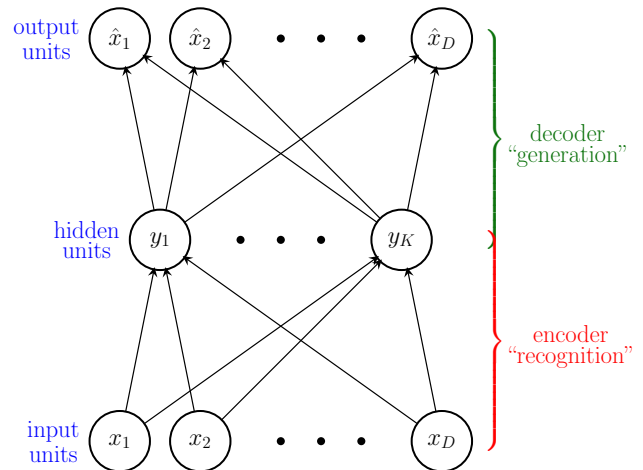 output
units
x̂₁ x̂₂ • • • x̂_D
decoder
“generation”
hidden
units
y₁ • • • y_K
encoder
“recognition”
input
units
x₁ x₂ • • • x_D